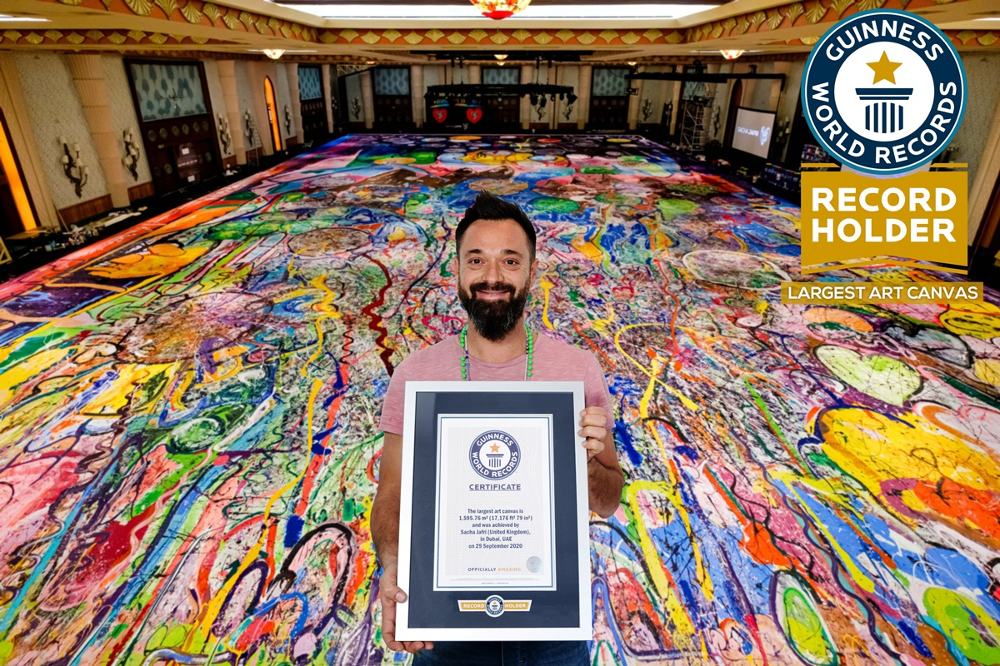 GUINNESS
WORLD RECORDS
RECORD
HOLDER
LARGEST ART CANVAS
SACHA JAFRI
GUINNESS
WORLD RECORDS
CERTIFICATE
The largest art canvas is
1,595.76 m² (17,176 ft² 79 in²)
and was achieved by
Sacha Jafri (United Kingdom),
in Dubai, UAE
on 29 September 2020
OFFICIALLY AMAZING
RECORD HOLDER